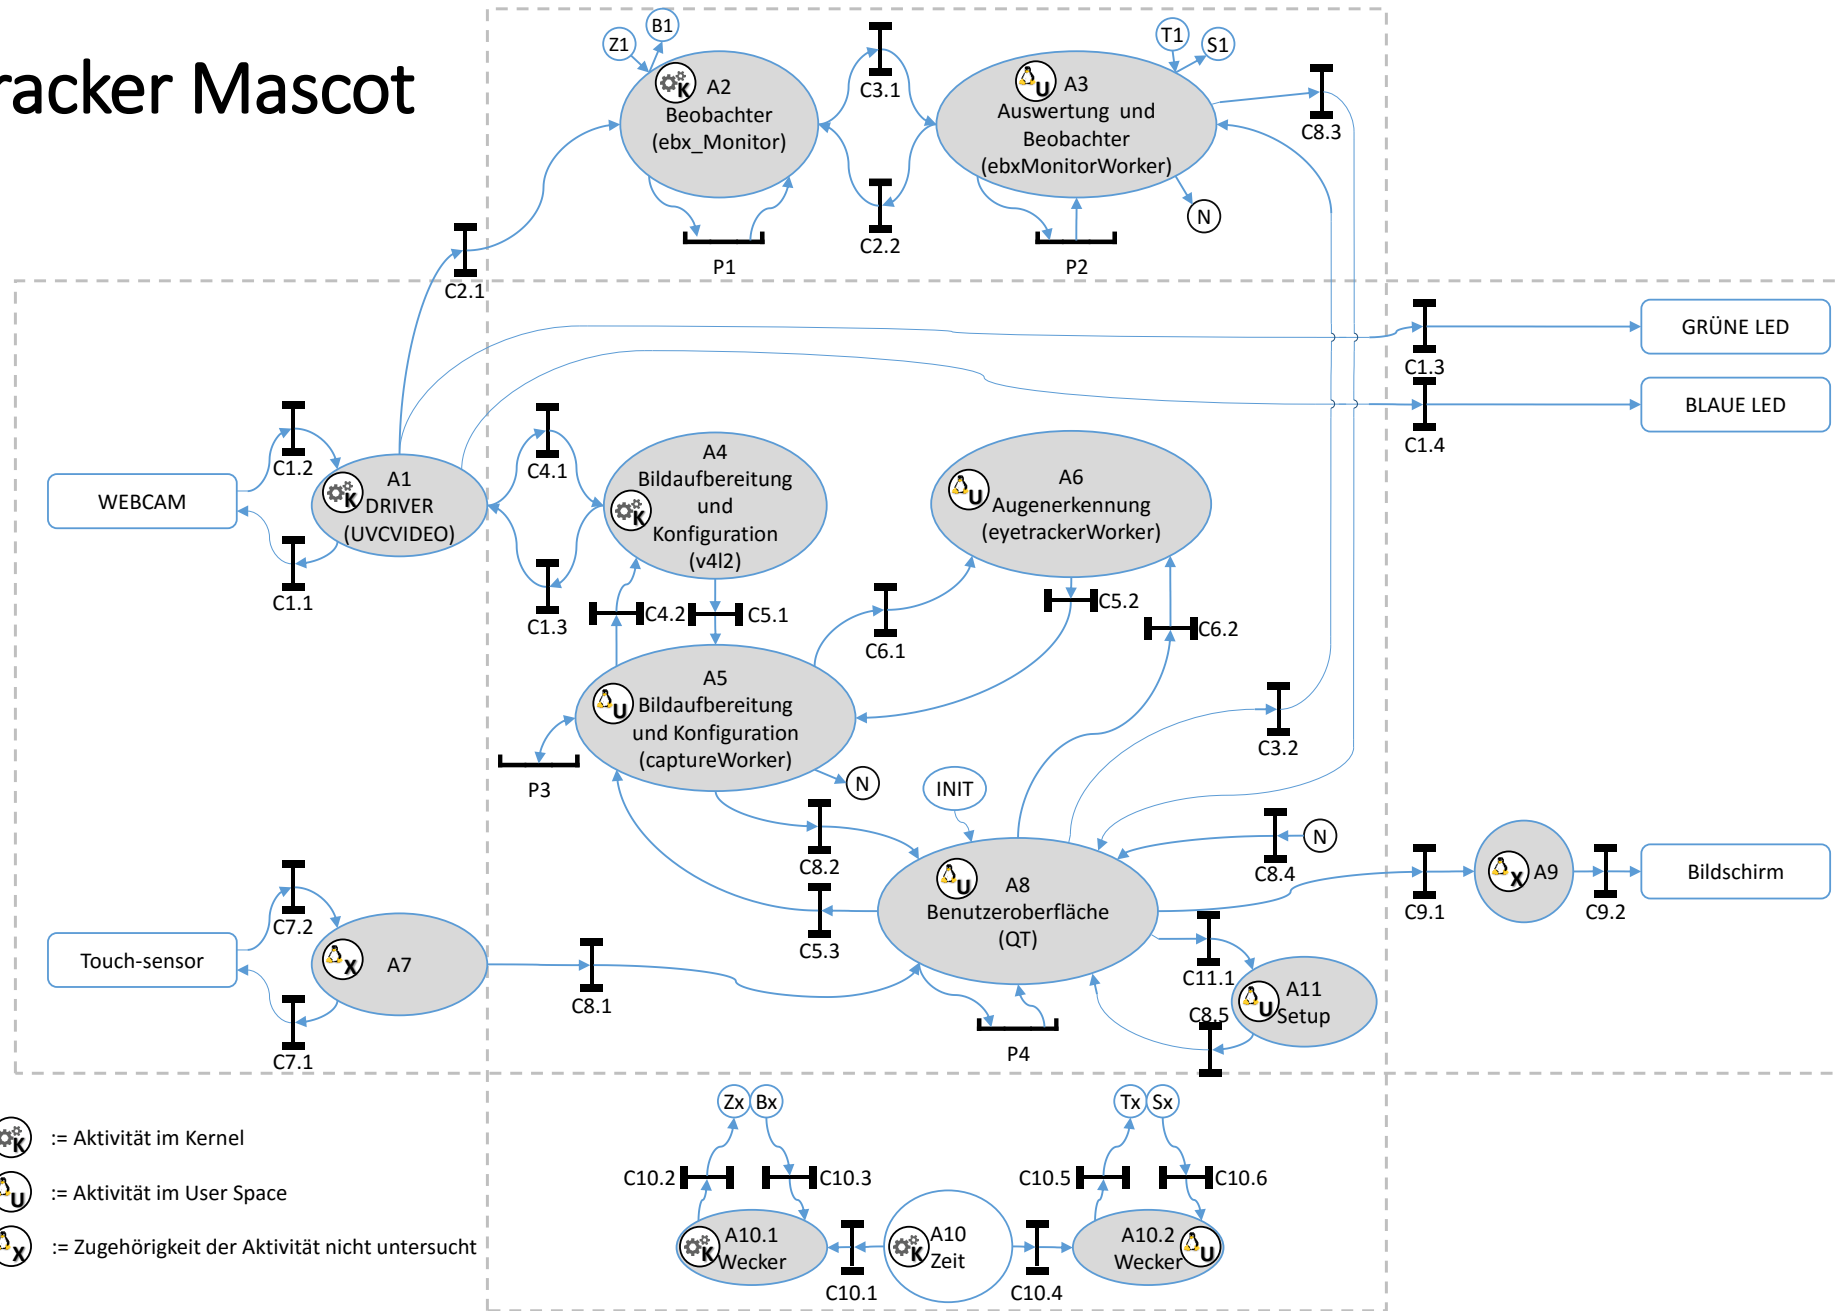 racker Mascot
B1
Z1
T1
S1
A2
Beobachter
(ebx_Monitor)
K
C3.1
A3
Auswertung und
Beobachter
(ebxMonitorWorker)
U
C8.3
N
C2.2
P1
P2
C2.1
GRÜNE LED
C1.3
BLAUE LED
C1.4
C1.2
WEBCAM
A1
DRIVER
(UVCVIDEO)
K
C1.1
C4.1
A4
Bildaufbereitung
und
Konfiguration
(v4l2)
K
C1.3
A6
Augenerkennung
(eyetrackerWorker)
U
C4.2
C5.1
C6.1
C5.2
C6.2
A5
Bildaufbereitung
und Konfiguration
(captureWorker)
U
C3.2
P3
N
INIT
C8.2
C8.4
N
A8
Benutzeroberfläche
(QT)
U
C9.1
X
A9
C9.2
Bildschirm
C7.2
Touch-sensor
X
A7
C7.1
C8.1
C5.3
C11.1
A11
Setup
U
C8.5
P4
Zx
Bx
Tx
Sx
K
:= Aktivität im Kernel
U
:= Aktivität im User Space
X
:= Zugehörigkeit der Aktivität nicht untersucht
C10.2
C10.3
C10.5
C10.6
A10.1
Wecker
K
A10
Zeit
K
A10.2
Wecker
U
C10.1
C10.4